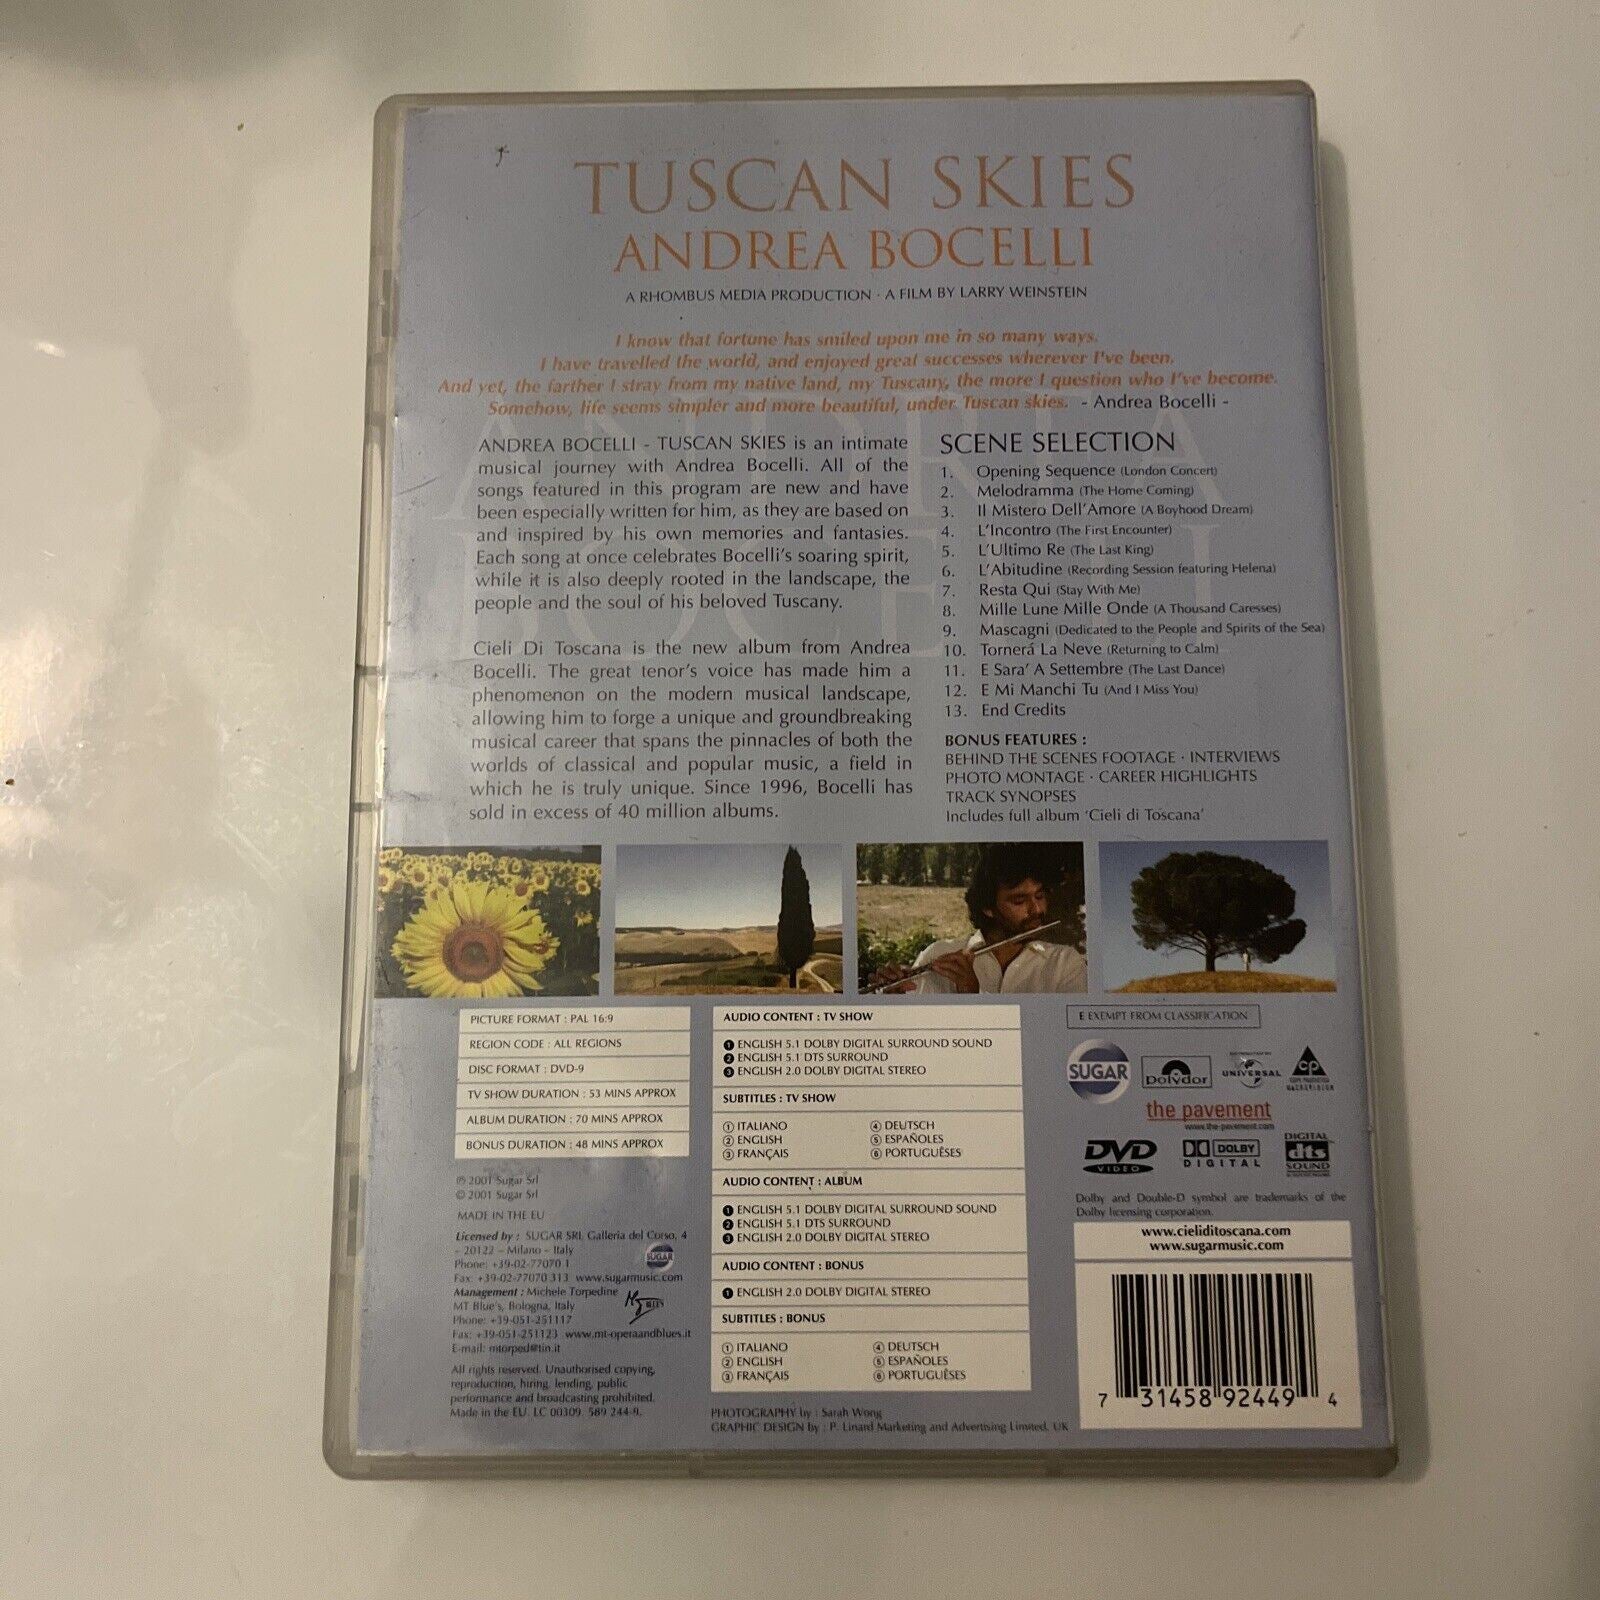 TUSCAN SKIES
ANDREA BOCELLI
A RHOMBUS MEDIA PRODUCTION · A FILM BY LARRY WEINSTEIN
I know that fortune has smiled upon me in so many ways.
I have travelled the world, and enjoyed great successes wherever I've been.
And yet, the farther I stray from my native land, my Tuscany, the more I question who I've become.
Somehow, life seems simpler and more beautiful, under Tuscan skies. - Andrea Bocelli -
ANDREA BOCELLI - TUSCAN SKIES is an intimate
musical journey with Andrea Bocelli. All of the
songs featured in this program are new and have
been especially written for him, as they are based on
and inspired by his own memories and fantasies.
Each song at once celebrates Bocelli's soaring spirit,
while it is also deeply rooted in the landscape, the
people and the soul of his beloved Tuscany.
Cieli Di Toscana is the new album from Andrea
Bocelli. The great tenor's voice has made him a
phenomenon on the modern musical landscape,
allowing him to forge a unique and groundbreaking
musical career that spans the pinnacles of both the
worlds of classical and popular music, a field in
which he is truly unique. Since 1996, Bocelli has
sold in excess of 40 million albums.
SCENE SELECTION
1. Opening Sequence (London Concert)
2. Melodramma (The Home Coming)
3. Il Mistero Dell'Amore (A Boyhood Dream)
4. L'Incontro (The First Encounter)
5. L'Ultimo Re (The Last King)
6. L'Abitudine (Recording Session featuring Helena)
7. Resta Qui (Stay With Me)
8. Mille Lune Mille Onde (A Thousand Caresses)
9. Mascagni (Dedicated to the People and Spirits of the Sea)
10. Tornerá La Neve (Returning to Calm)
11. E Sara' A Settembre (The Last Dance)
12. E Mi Manchi Tu (And I Miss You)
13. End Credits
BONUS FEATURES :
BEHIND THE SCENES FOOTAGE · INTERVIEWS
PHOTO MONTAGE · CAREER HIGHLIGHTS
TRACK SYNOPSES
Includes full album 'Cieli di Toscana'
PICTURE FORMAT : PAL 16:9
REGION CODE : ALL REGIONS
DISC FORMAT : DVD-9
TV SHOW DURATION : 53 MINS APPROX
ALBUM DURATION : 70 MINS APPROX
BONUS DURATION : 48 MINS APPROX
℗ 2001 Sugar Srl
© 2001 Sugar Srl
MADE IN THE EU
Licensed by : SUGAR SRL Galleria del Corso, 4
- 20122 – Milano – Italy
SUGAR
Phone: +39-02-77070 1
Fax: +39-02-77070 313 www.sugarmusic.com
Management : Michele Torpedine
MT Blue's, Bologna, Italy
Phone: +39-051-251117
Fax: +39-051-251123 www.mt-operaandblues.it
E-mail: mtorped@tin.it
All rights reserved. Unauthorised copying,
reproduction, hiring, lending, public
performance and broadcasting prohibited.
Made in the EU. LC 00309. 589 244-9.
AUDIO CONTENT : TV SHOW
1 ENGLISH 5.1 DOLBY DIGITAL SURROUND SOUND
2 ENGLISH 5.1 DTS SURROUND
3 ENGLISH 2.0 DOLBY DIGITAL STEREO
SUBTITLES : TV SHOW
1 ITALIANO 4 DEUTSCH
2 ENGLISH 5 ESPAÑOLES
3 FRANÇAIS 6 PORTUGUÊSES
AUDIO CONTENT : ALBUM
1 ENGLISH 5.1 DOLBY DIGITAL SURROUND SOUND
2 ENGLISH 5.1 DTS SURROUND
3 ENGLISH 2.0 DOLBY DIGITAL STEREO
AUDIO CONTENT : BONUS
1 ENGLISH 2.0 DOLBY DIGITAL STEREO
SUBTITLES : BONUS
1 ITALIANO 4 DEUTSCH
2 ENGLISH 5 ESPAÑOLES
3 FRANÇAIS 6 PORTUGUÊSES
PHOTOGRAPHY by : Sarah Wong
GRAPHIC DESIGN by : P. Linard Marketing and Advertising Limited, UK
E EXEMPT FROM CLASSIFICATION
SUGAR
Polydor
UNIVERSAL
CP
COPY PROTECTED
MACROVISION
the pavement
www.the-pavement.com
DVD
VIDEO
DOLBY
DIGITAL
DIGITAL
dts
SOUND
Dolby and Double-D symbol are trademarks of the
Dolby licensing corporation.
www.cieliditoscana.com
www.sugarmusic.com
7 31458 92449 4